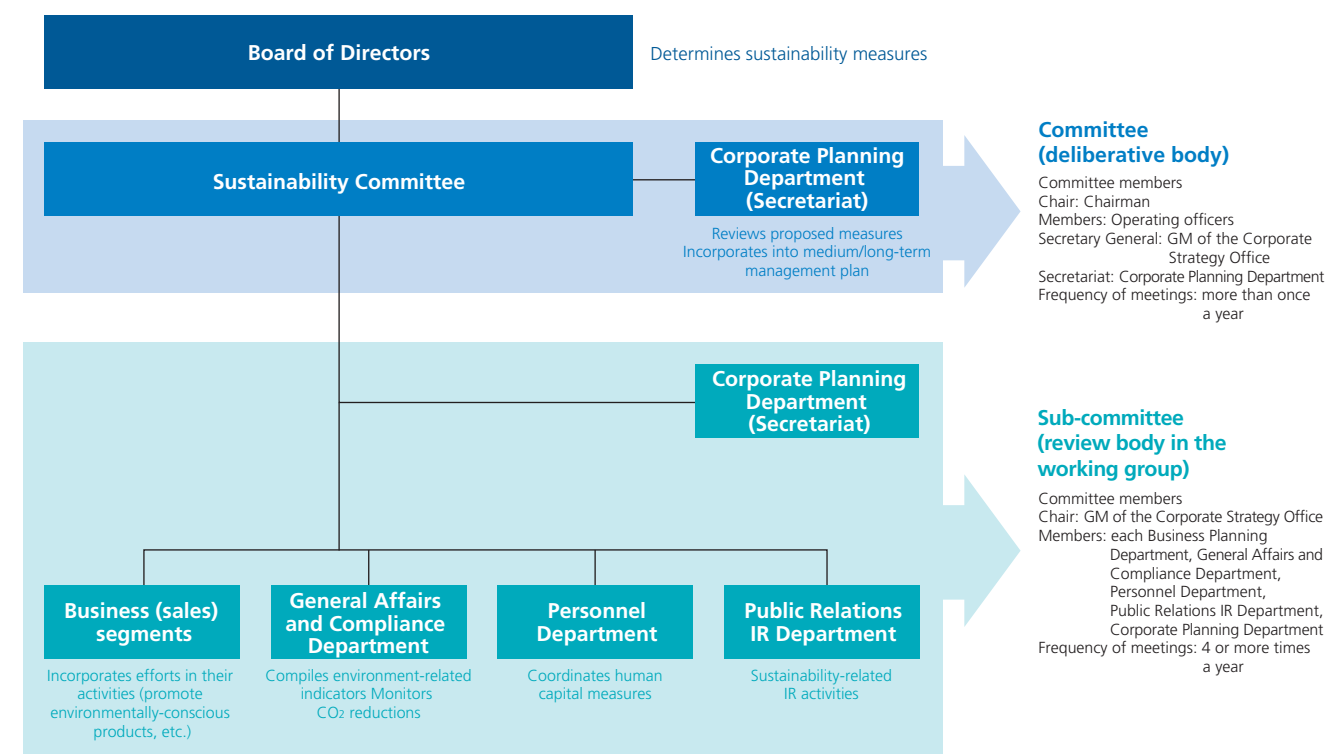 Board of Directors
Determines sustainability measures
Sustainability Committee
Corporate Planning
Department
(Secretariat)
Reviews proposed measures
Incorporates into medium/long-term
management plan
Committee
(deliberative body)
Committee members
Chair: Chairman
Members: Operating officers
Secretary General: GM of the Corporate
Strategy Office
Secretariat: Corporate Planning Department
Frequency of meetings: more than once
a year
Corporate Planning
Department
(Secretariat)
Sub-committee
(review body in the
working group)
Committee members
Chair: GM of the Corporate Strategy Office
Members: each Business Planning
Department, General Affairs and
Compliance Department,
Personnel Department,
Public Relations IR Department,
Corporate Planning Department
Frequency of meetings: 4 or more times
a year
Business (sales)
segments
Incorporates efforts in their
activities (promote
environmentally-conscious
products, etc.)
General Affairs
and Compliance
Department
Compiles environment-related
indicators Monitors
CO2 reductions
Personnel
Department
Coordinates human
capital measures
Public Relations
IR Department
Sustainability-related
IR activities